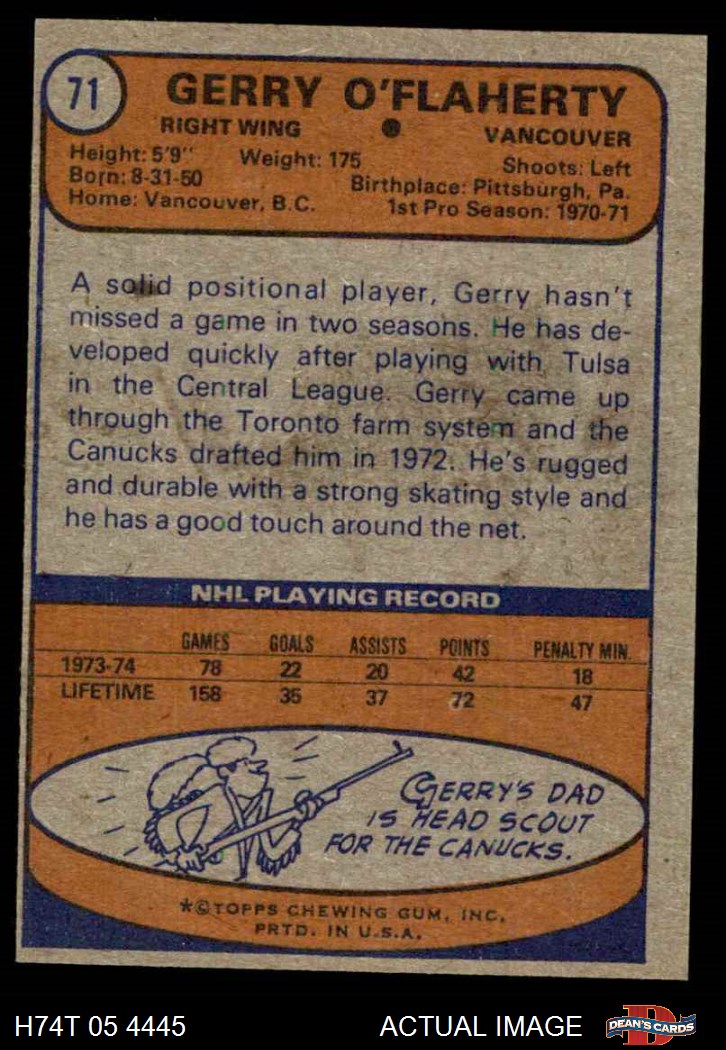 71
GERRY O'FLAHERTY
RIGHT WING ● VANCOUVER
Height: 5'9" Weight: 175 Shoots: Left
Born: 8-31-50 Birthplace: Pittsburgh, Pa.
Home: Vancouver, B.C. 1st Pro Season: 1970-71
A solid positional player, Gerry hasn't
missed a game in two seasons. He has de-
veloped quickly after playing with Tulsa
in the Central League. Gerry came up
through the Toronto farm system and the
Canucks drafted him in 1972. He's rugged
and durable with a strong skating style and
he has a good touch around the net.
NHL PLAYING RECORD
GAMES GOALS ASSISTS POINTS PENALTY MIN.
1973-74 78 22 20 42 18
LIFETIME 158 35 37 72 47
GERRY'S DAD
IS HEAD SCOUT
FOR THE CANUCKS.
*©TOPPS CHEWING GUM, INC.
PRTD. IN U.S.A.
H74T 05 4445 ACTUAL IMAGE D DEAN'S CARDS